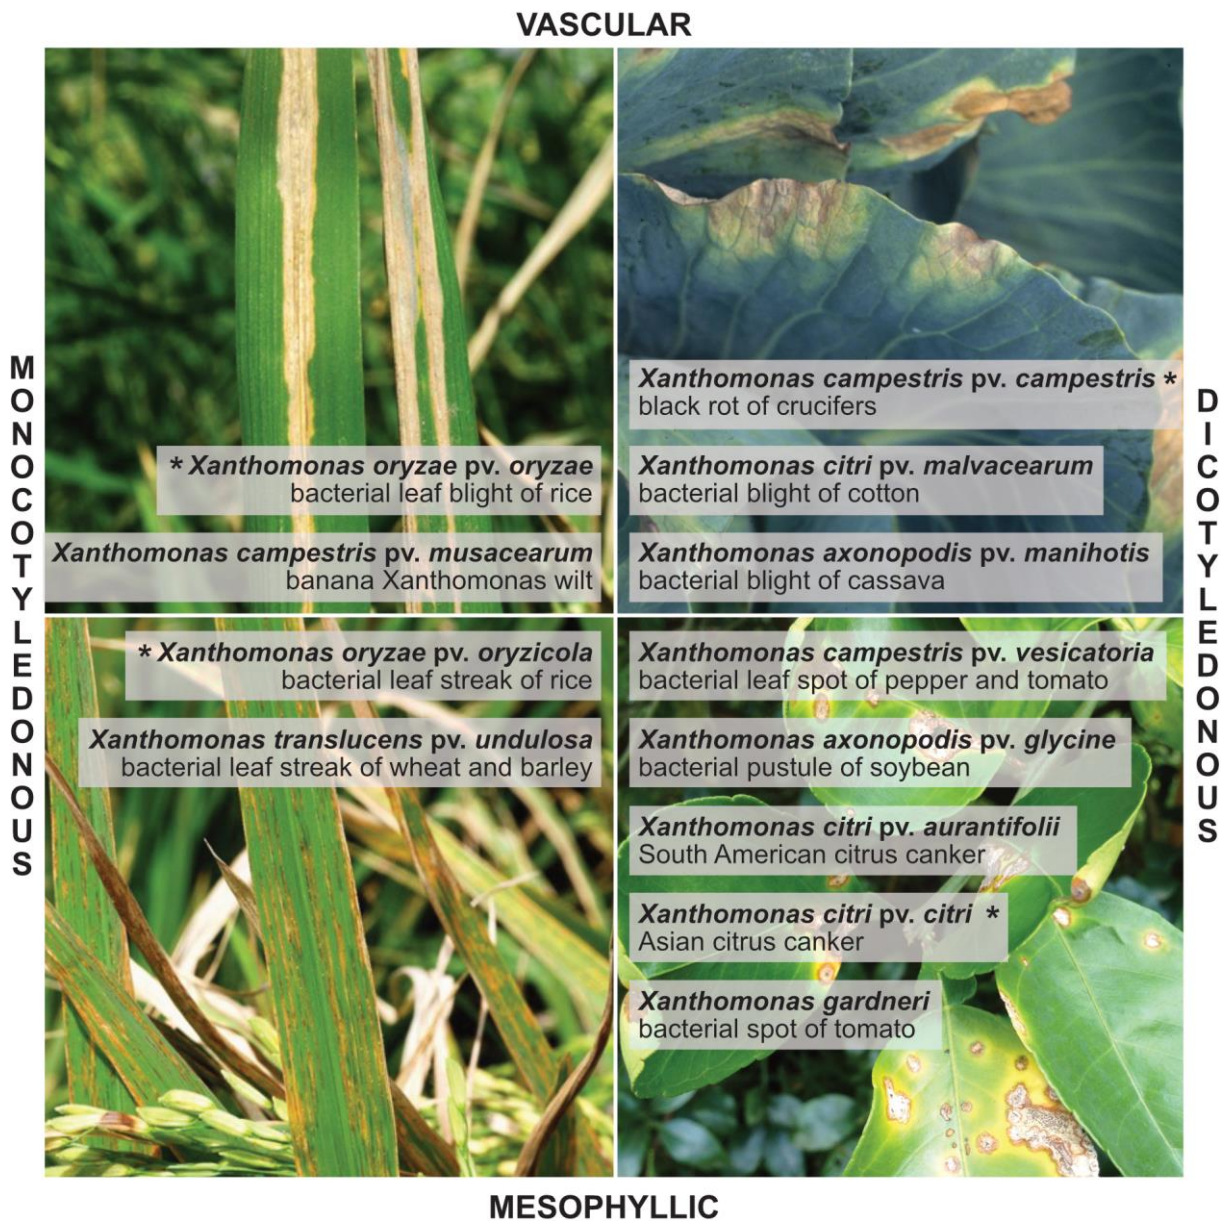 VASCULAR
MONOCOTYLEDONOUS
DICOTYLEDONOUS
* Xanthomonas oryzae pv. oryzae
bacterial leaf blight of rice
Xanthomonas campestris pv. musacearum
banana Xanthomonas wilt
Xanthomonas campestris pv. campestris *
black rot of crucifers
Xanthomonas citri pv. malvacearum
bacterial blight of cotton
Xanthomonas axonopodis pv. manihotis
bacterial blight of cassava
* Xanthomonas oryzae pv. oryzicola
bacterial leaf streak of rice
Xanthomonas translucens pv. undulosa
bacterial leaf streak of wheat and barley
Xanthomonas campestris pv. vesicatoria
bacterial leaf spot of pepper and tomato
Xanthomonas axonopodis pv. glycine
bacterial pustule of soybean
Xanthomonas citri pv. aurantifolii
South American citrus canker
Xanthomonas citri pv. citri *
Asian citrus canker
Xanthomonas gardneri
bacterial spot of tomato
MESOPHYLLIC